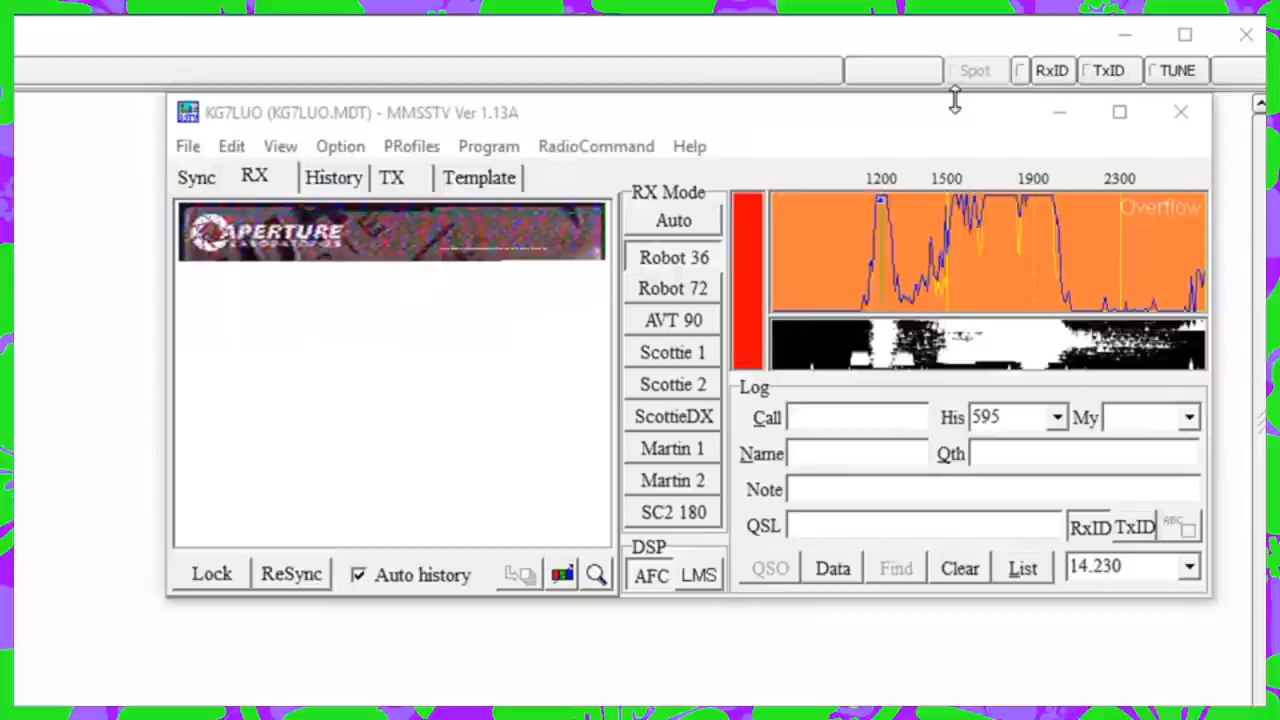 Spot RxID TxID TUNE
KG7LUO (KG7LUO.MDT) - MMSSTV Ver 1.13A
File Edit View Option PRofiles Program RadioCommand Help
Sync RX History TX Template
RX Mode
1200 1500 1900 2300
Auto
Overflow
APERTURE
LABORATORIES
Robot 36
Robot 72
AVT 90
Scottie 1
Scottie 2
ScottieDX
Martin 1
Martin 2
SC2 180
Log
Call His 595 My
Name Qth
Note
QSL RxID TxID ABC
DSP
Lock ReSync Auto history AFC LMS QSO Data Find Clear List 14.230